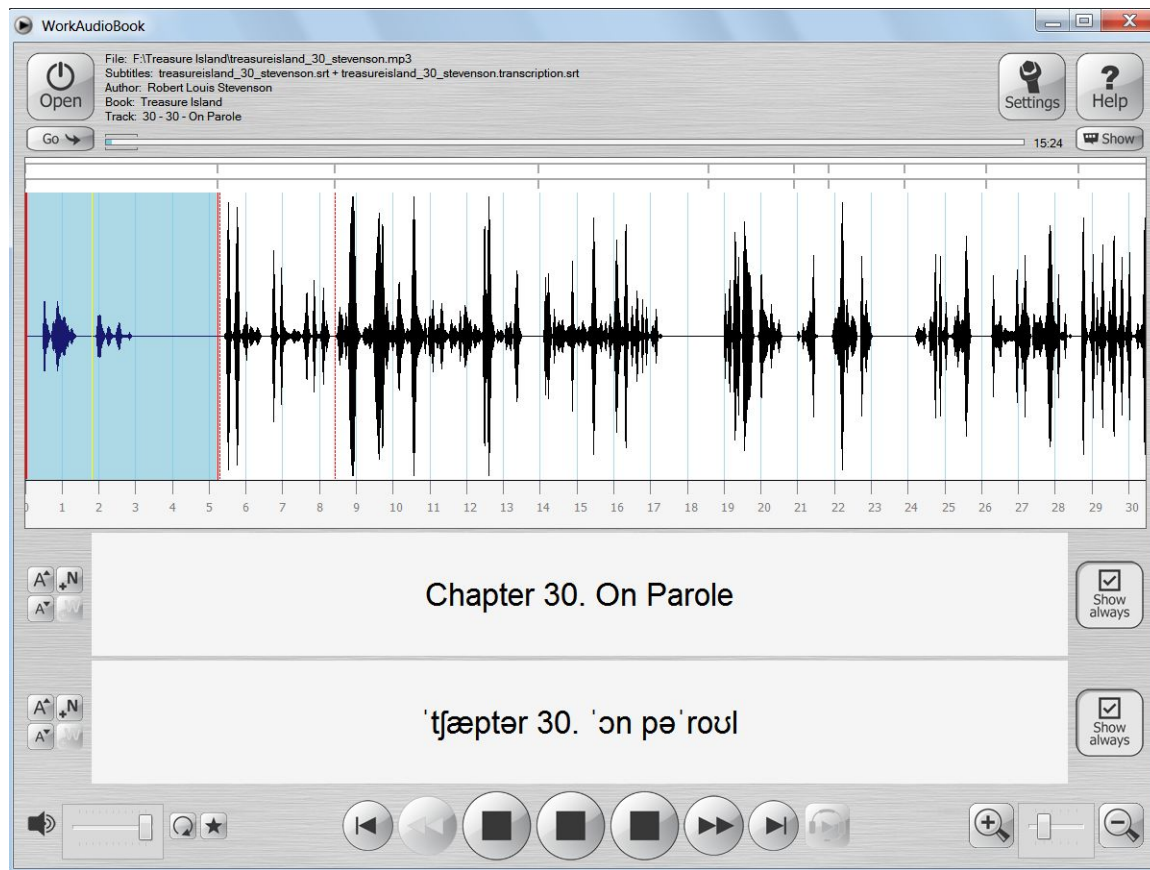 WorkAudioBook
File: F:\Treasure Island\treasureisland_30_stevenson.mp3
Subtitles: treasureisland_30_stevenson.srt + treasureisland_30_stevenson.transcription.srt
Author: Robert Louis Stevenson
Book: Treasure Island
Track: 30 - 30 - On Parole
Open
Settings
Help
Go
15:24
Show
0 1 2 3 4 5 6 7 8 9 10 11 12 13 14 15 16 17 18 19 20 21 22 23 24 25 26 27 28 29 30
A +N
A W
Chapter 30. On Parole
Show always
A +N
A W
ˈtʃæptər 30. ˈɔn pəˈroʊl
Show always